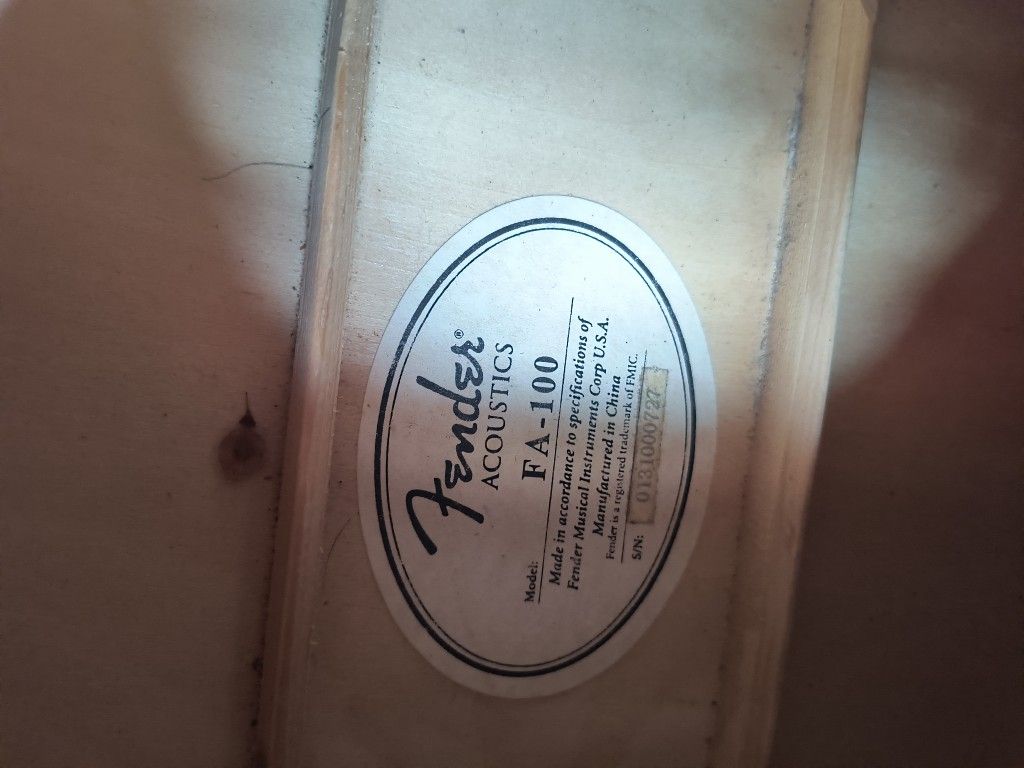 Fender®
ACOUSTICS
Model: FA-100
Made in accordance to specifications of
Fender Musical Instruments Corp U.S.A.
Manufactured in China
Fender is a registered trademark of FMIC.
S/N: 01310000727